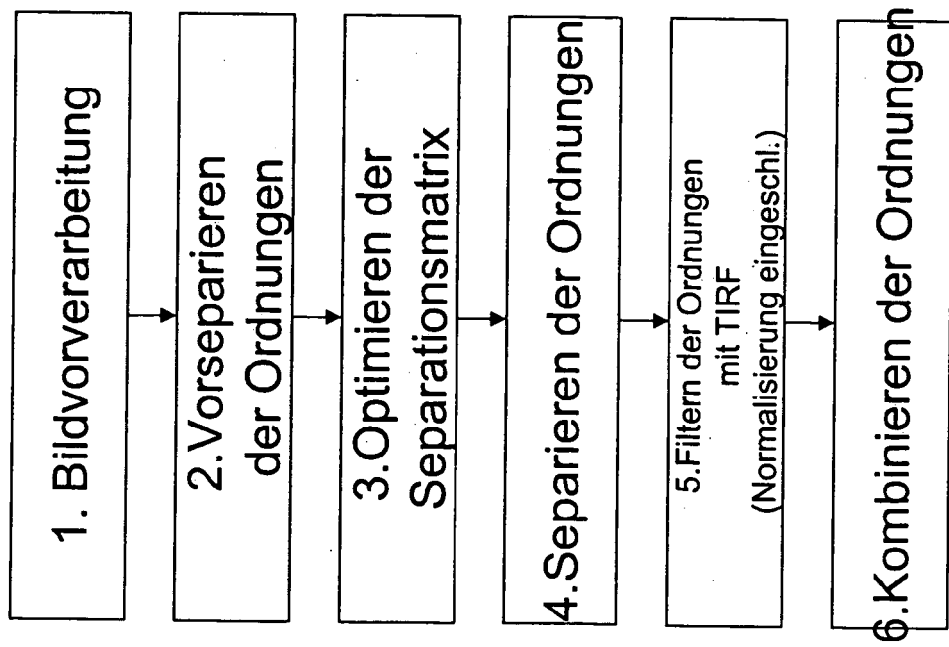 1. Bildvorverarbeitung
2.Vorseparieren
der Ordnungen
3.Optimieren der
Separationsmatrix
4.Separieren der Ordnungen
5.Filtern der Ordnungen
mit TIRF
(Normalisierung eingeschl.)
6.Kombinieren der Ordnungen